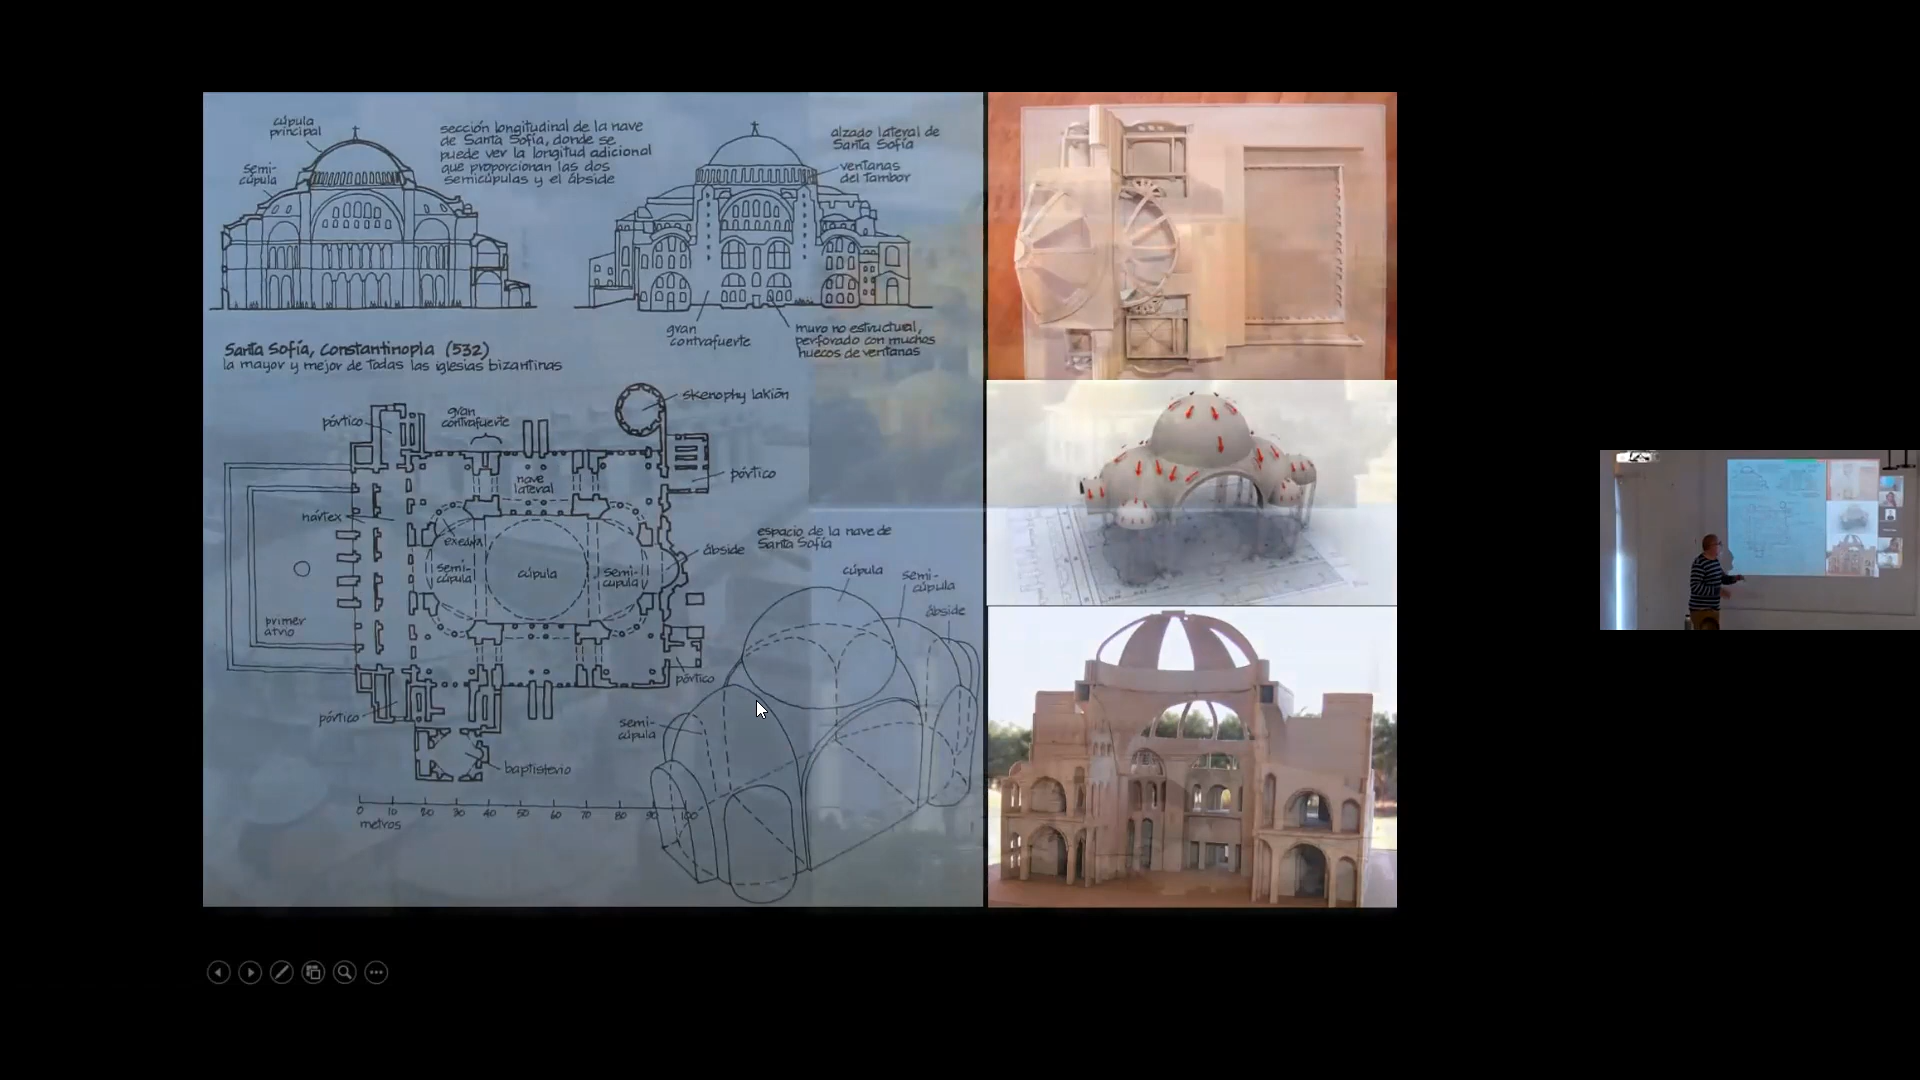 cúpula
principal
semi-
cúpula
sección longitudinal de la nave
de Santa Sofía, donde se
puede ver la longitud adicional
que proporcionan las dos
semicúpulas y el ábside
alzado lateral de
Santa Sofía
ventanas
del Tambor
gran
contrafuerte
muro no estructural,
perforado con muchos
huecos de ventanas
Santa Sofía, Constantinopla (532)
la mayor y mejor de todas las iglesias bizantinas
pórtico
gran
contrafuerte
skenophy lakión
pórtico
nave
lateral
nártex
exedra
semi-
cúpula
cúpula
semi-
cúpula
ábside
primer
atrio
pórtico
pórtico
baptisterio
0 10 20 30 40 50 60 70 80 90 100
metros
espacio de la nave de
Santa Sofía
cúpula
semi-
cúpula
ábside
semi-
cúpula